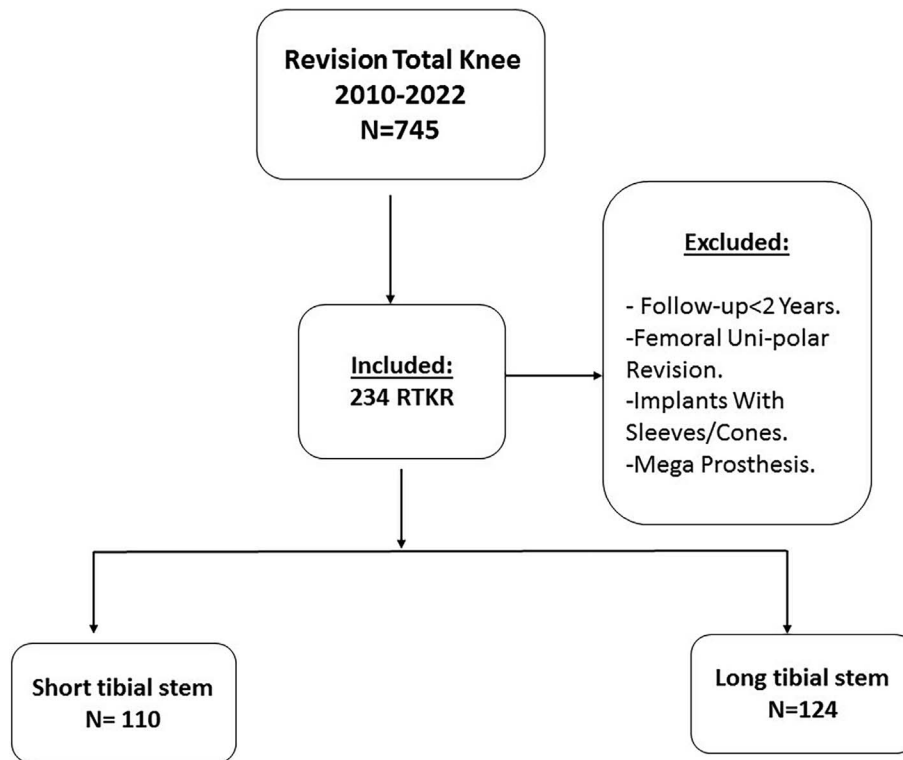 Revision Total Knee
2010-2022
N=745
Excluded:
- Follow-up<2 Years.
-Femoral Uni-polar
Revision.
-Implants With
Sleeves/Cones.
-Mega Prosthesis.
Included:
234 RTKR
Short tibial stem
N= 110
Long tibial stem
N=124